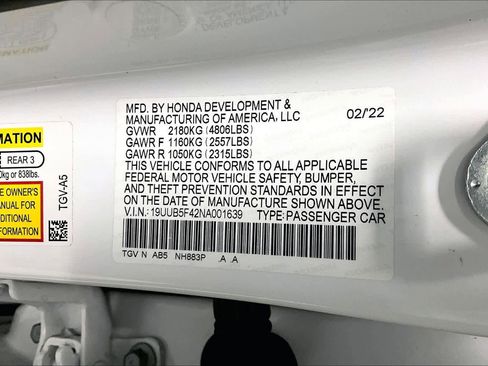 MFD. BY HONDA DEVELOPMENT &
MANUFACTURING OF AMERICA, LLC 02/'22
GVWR 2180KG (4806LBS)
GAWR F 1160KG (2557LBS)
GAWR R 1050KG (2315LBS)
THIS VEHICLE CONFORMS TO ALL APPLICABLE
FEDERAL MOTOR VEHICLE SAFETY, BUMPER,
AND THEFT PREVENTION STANDARDS IN EFFECT
ON THE DATE OF MANUFACTURE SHOWN ABOVE.
V.I.N.: 19UUB5F42NA001639 TYPE: PASSENGER CAR
TGV N AB5 NH883P .A .A
MATION
REAR 3
0kg or 838lbs.
E OWNER'S
ANUAL FOR
DDITIONAL
FORMATION
TGV-A5